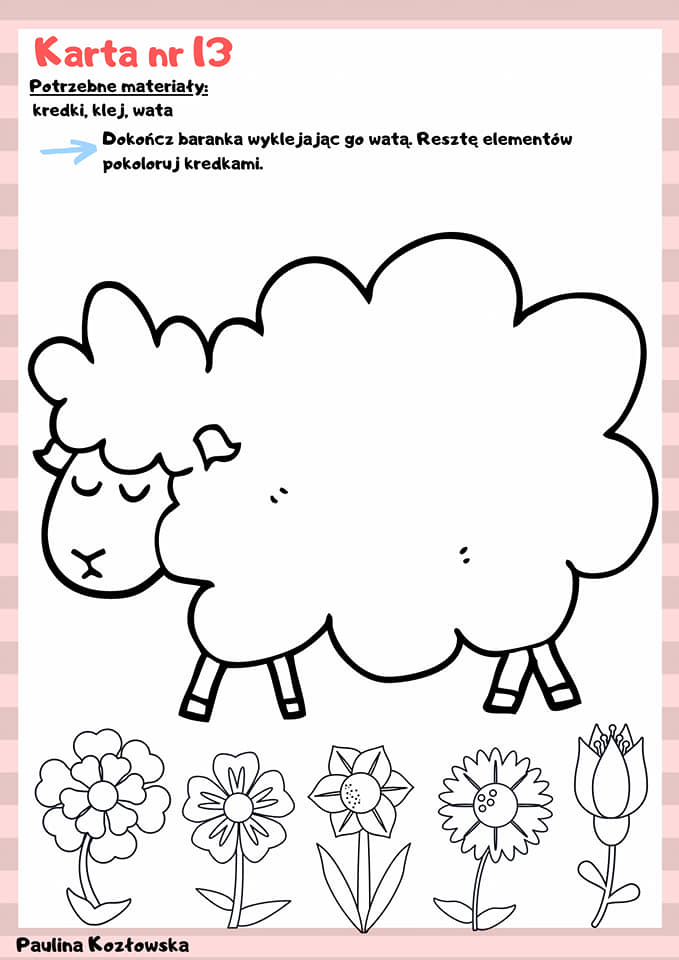 Karta nr 13
Potrzebne materiały:
kredki, klej, wata
Dokończ baranka wyklejając go watą. Resztę elementów
pokoloruj kredkami.
Paulina Kozłowska